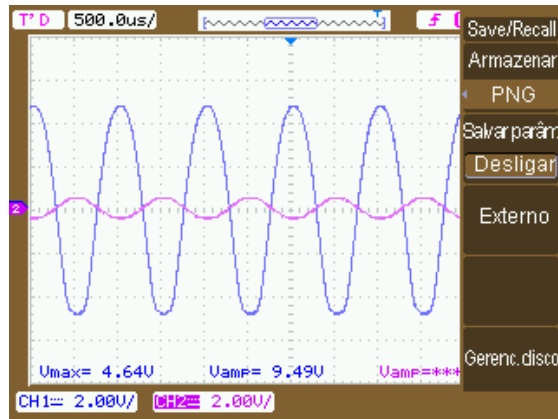 T'D 500.0us/
Save/Recall
Armazenar
PNG
Salvar parâm
Desligar
Externo
Gerenc.disco
2
Vmax= 4.64V Vamp= 9.49V Vamp=***
CH1 2.00V/ CH2 2.00V/